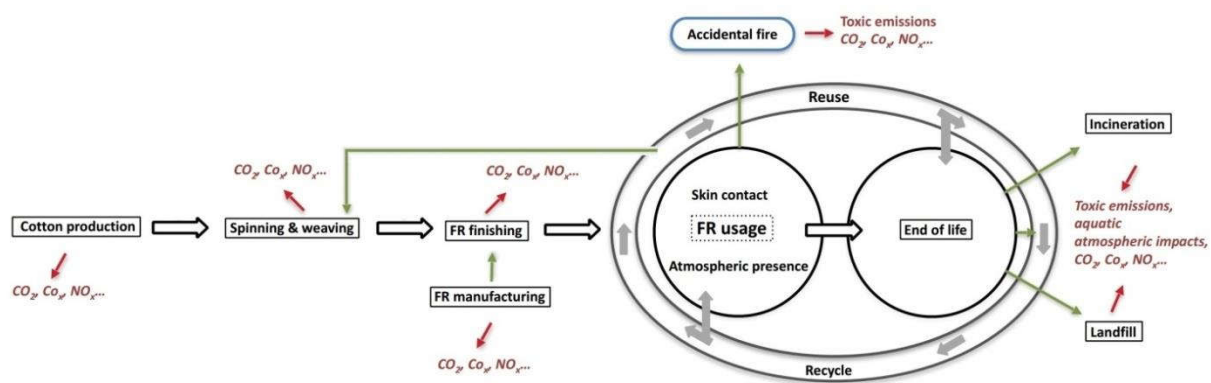 Accidental fire
Toxic emissions
CO₂, Coₓ, NOₓ...
Reuse
Incineration
CO₂, Coₓ, NOₓ...
CO₂, Coₓ, NOₓ...
Skin contact
Toxic emissions,
aquatic
atmospheric impacts,
CO₂, Coₓ, NOₓ...
Cotton production
Spinning & weaving
FR finishing
FR usage
End of life
Atmospheric presence
CO₂, Coₓ, NOₓ...
FR manufacturing
Landfill
CO₂, Coₓ, NOₓ...
Recycle